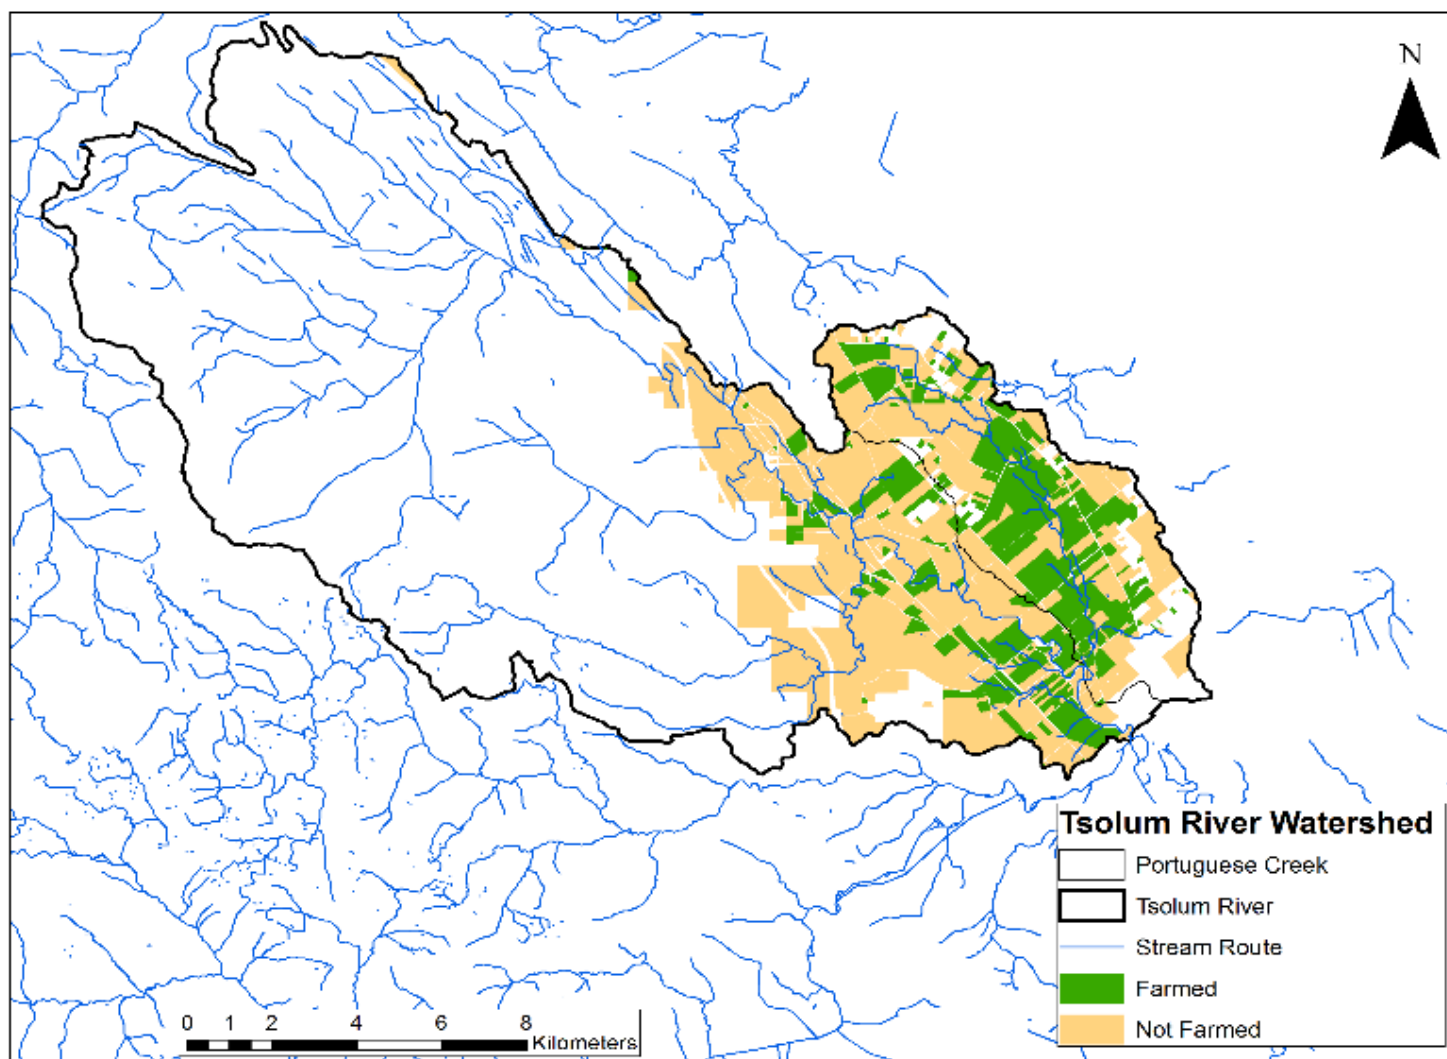 N
Tsolum River Watershed
Portuguese Creek
Tsolum River
Stream Route
Farmed
Not Farmed
0 1 2 4 6 8
Kilometers